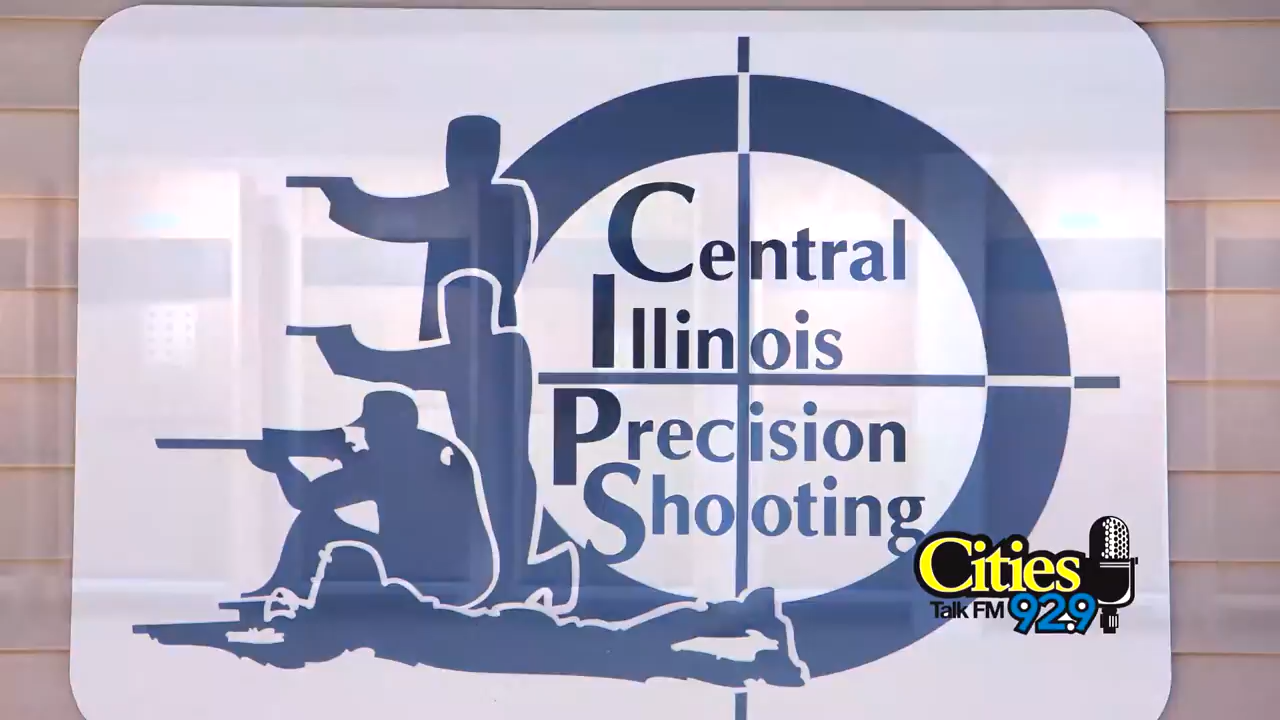 Central
Illinois
Precision
Shooting
Cities
Talk FM 92.9